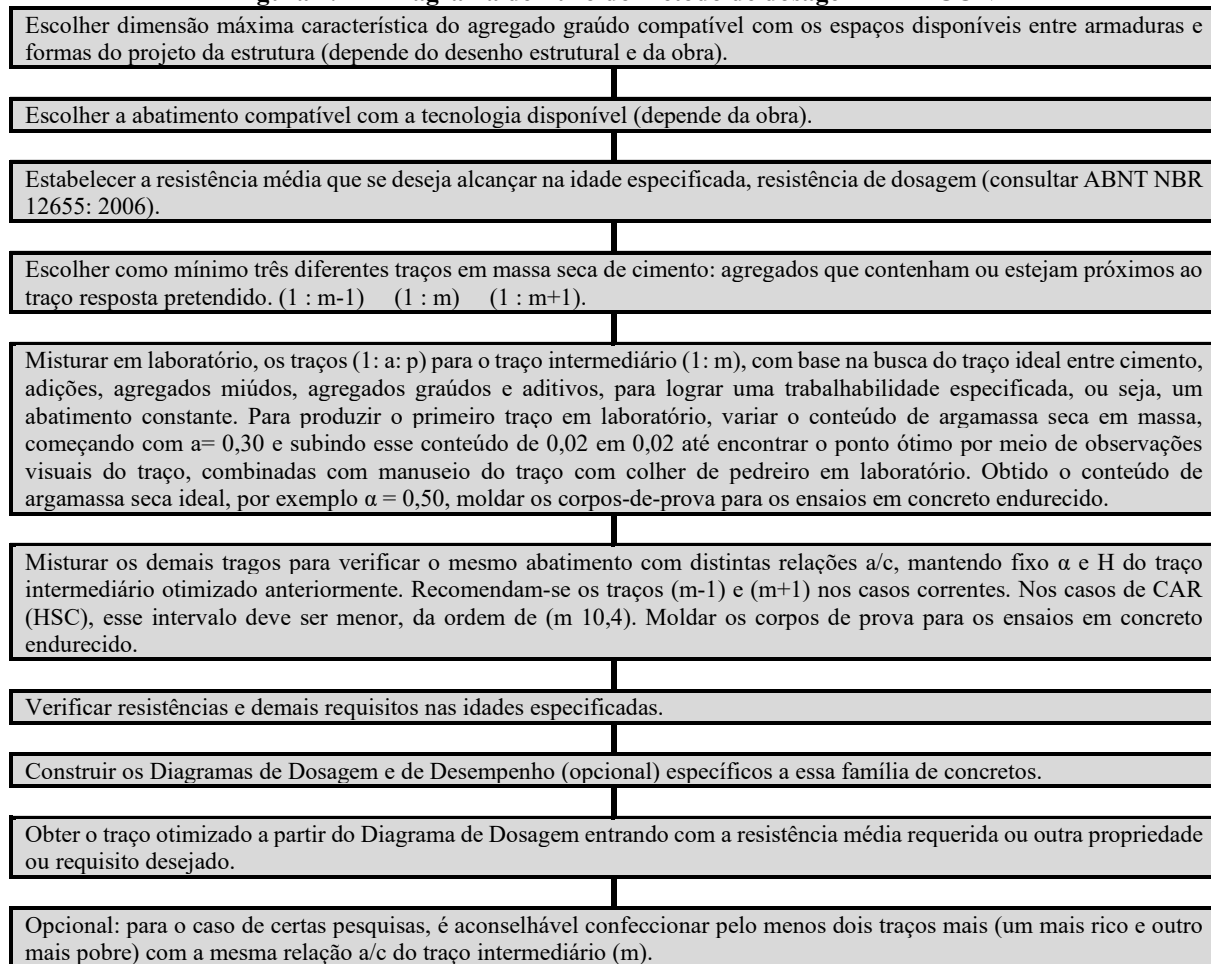 Escolher dimensão máxima característica do agregado graúdo compatível com os espaços disponíveis entre armaduras e
formas do projeto da estrutura (depende do desenho estrutural e da obra).
Escolher a abatimento compatível com a tecnologia disponível (depende da obra).
Estabelecer a resistência média que se deseja alcançar na idade especificada, resistência de dosagem (consultar ABNT NBR
12655: 2006).
Escolher como mínimo três diferentes traços em massa seca de cimento: agregados que contenham ou estejam próximos ao
traço resposta pretendido. (1 : m-1) (1 : m) (1 : m+1).
Misturar em laboratório, os traços (1: a: p) para o traço intermediário (1: m), com base na busca do traço ideal entre cimento,
adições, agregados miúdos, agregados graúdos e aditivos, para lograr uma trabalhabilidade especificada, ou seja, um
abatimento constante. Para produzir o primeiro traço em laboratório, variar o conteúdo de argamassa seca em massa,
começando com a= 0,30 e subindo esse conteúdo de 0,02 em 0,02 até encontrar o ponto ótimo por meio de observações
visuais do traço, combinadas com manuseio do traço com colher de pedreiro em laboratório. Obtido o conteúdo de
argamassa seca ideal, por exemplo α = 0,50, moldar os corpos-de-prova para os ensaios em concreto endurecido.
Misturar os demais tragos para verificar o mesmo abatimento com distintas relações a/c, mantendo fixo α e H do traço
intermediário otimizado anteriormente. Recomendam-se os traços (m-1) e (m+1) nos casos correntes. Nos casos de CAR
(HSC), esse intervalo deve ser menor, da ordem de (m 10,4). Moldar os corpos de prova para os ensaios em concreto
endurecido.
Verificar resistências e demais requisitos nas idades especificadas.
Construir os Diagramas de Dosagem e de Desempenho (opcional) específicos a essa família de concretos.
Obter o traço otimizado a partir do Diagrama de Dosagem entrando com a resistência média requerida ou outra propriedade
ou requisito desejado.
Opcional: para o caso de certas pesquisas, é aconselhável confeccionar pelo menos dois traços mais (um mais rico e outro
mais pobre) com a mesma relação a/c do traço intermediário (m).